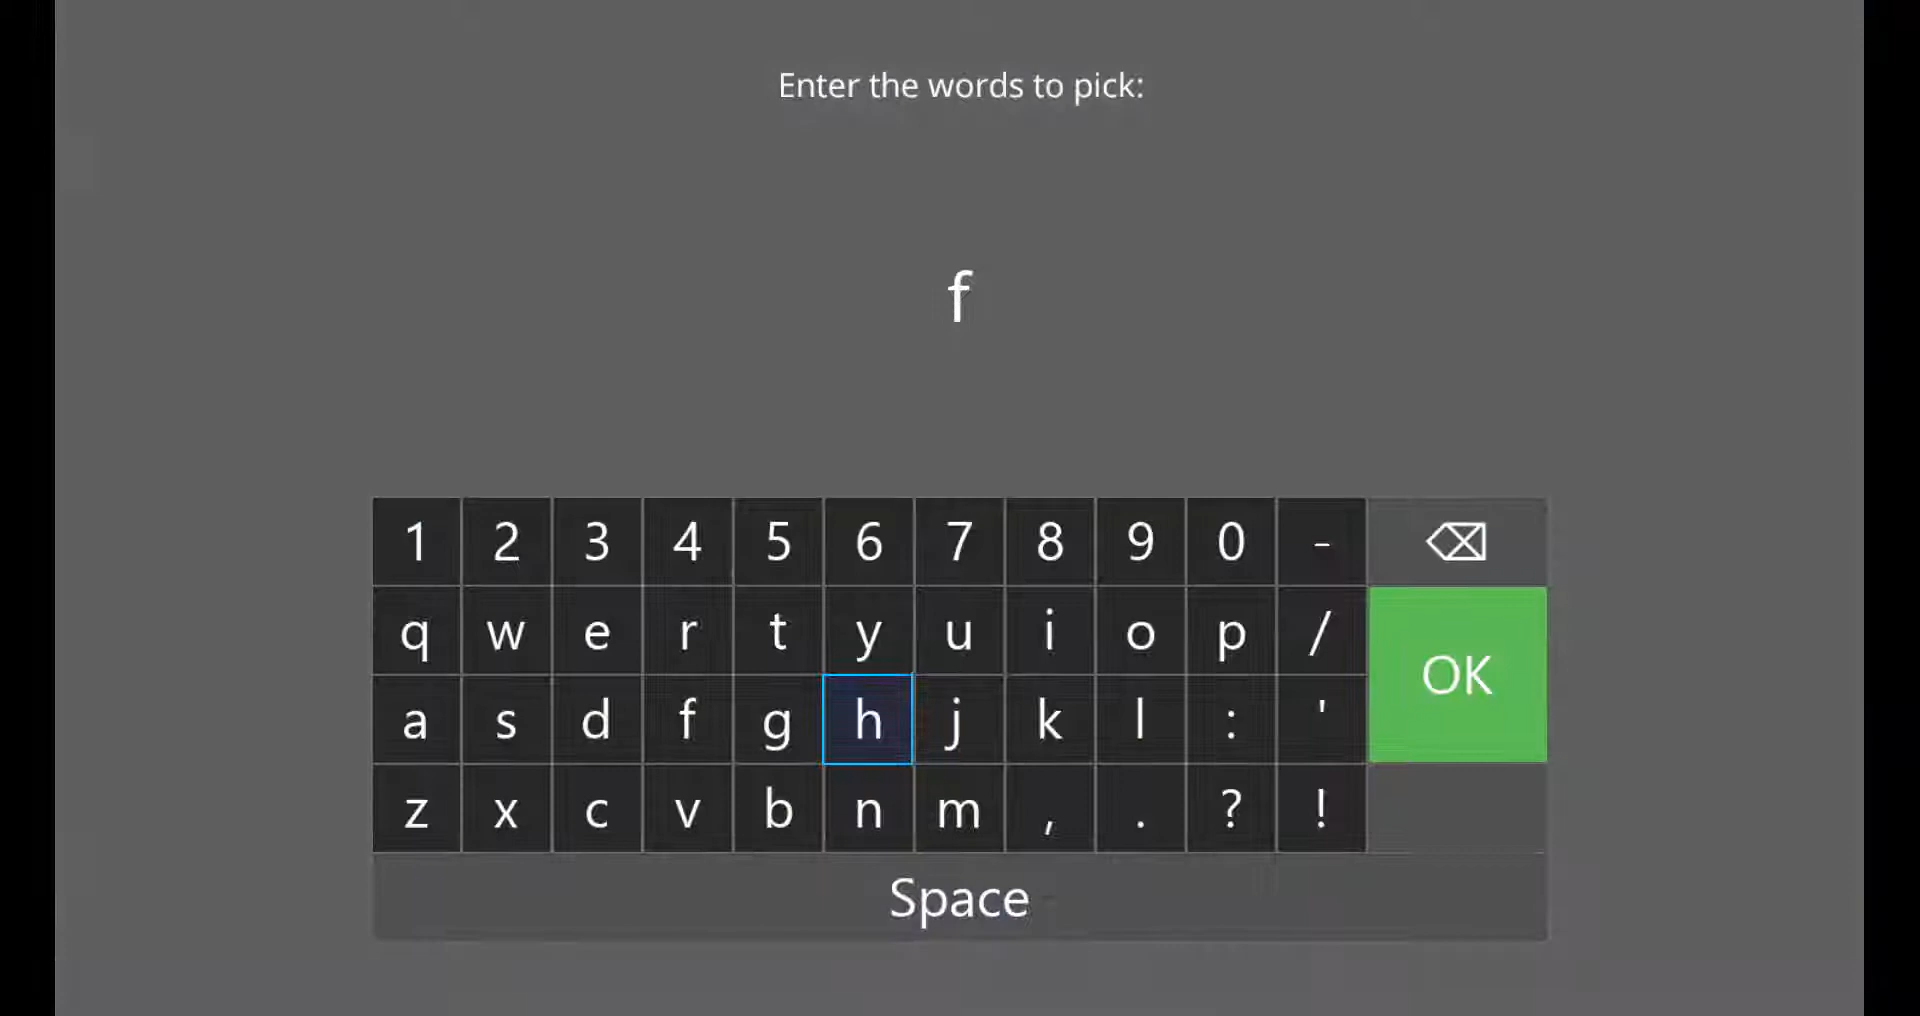 Enter the words to pick:
f
1 2 3 4 5 6 7 8 9 0 -
q w e r t y u i o p / OK
a s d f g h j k l : '
z x c v b n m , . ? !
Space